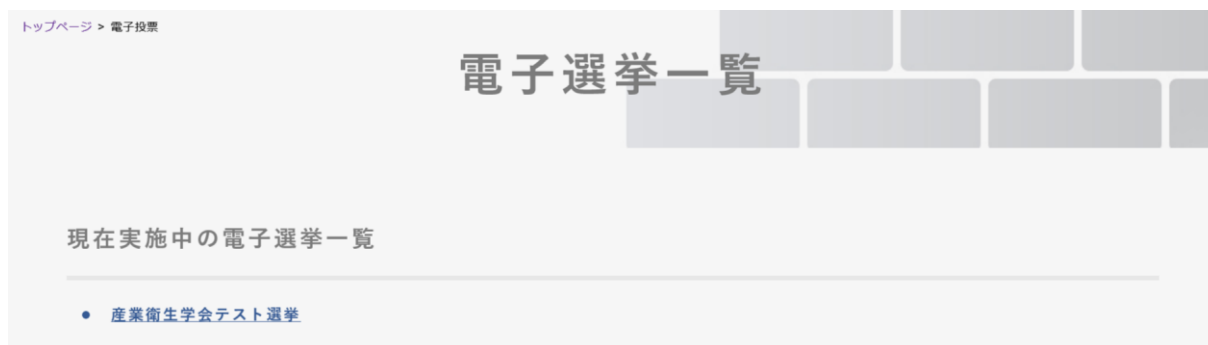 トップページ > 電子投票
電子選挙一覧
現在実施中の電子選挙一覧
• 産業衛生学会テスト選挙